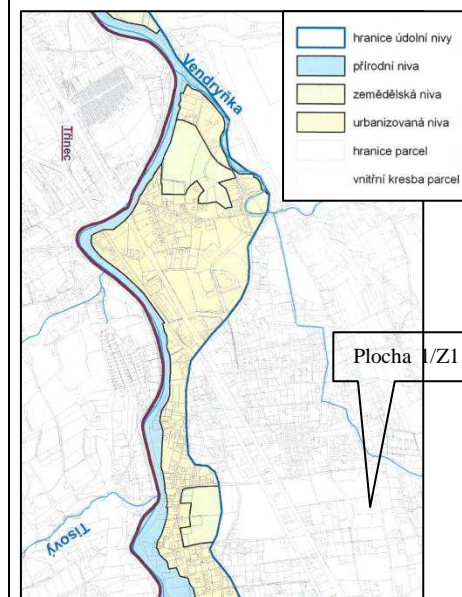 hranice údolní nivy
přírodní niva
zemědělská niva
urbanizovaná niva
hranice parcel
vnitřní kresba parcel
Vendryňka
Třinec
Plocha 1/Z1
Tisový